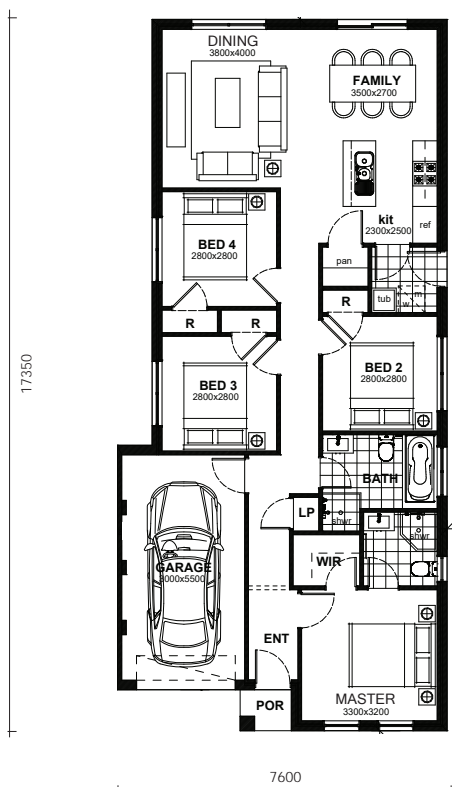 DINING
3800x4000
FAMILY
3500x2700
kit
2300x2500
ref
BED 4
2800x2800
pan
tub
w
m
R
R
R
BED 3
2800x2800
BED 2
2800x2800
17350
BATH
LP
shwr
shwr
WIR
GARAGE
3000x5500
ENT
MASTER
3300x3200
POR
7600